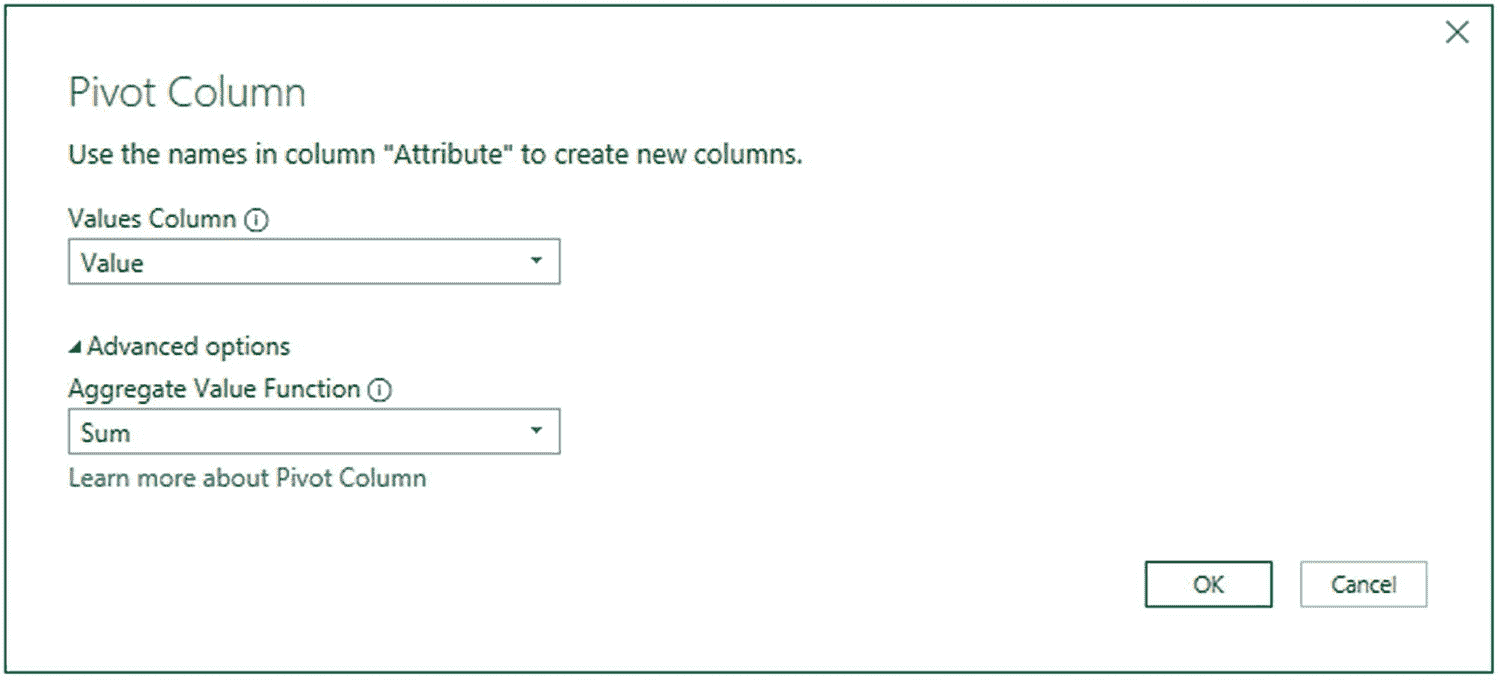 Pivot Column
Use the names in column "Attribute" to create new columns.
Values Column
Value
Advanced options
Aggregate Value Function
Sum
Learn more about Pivot Column
OK
Cancel